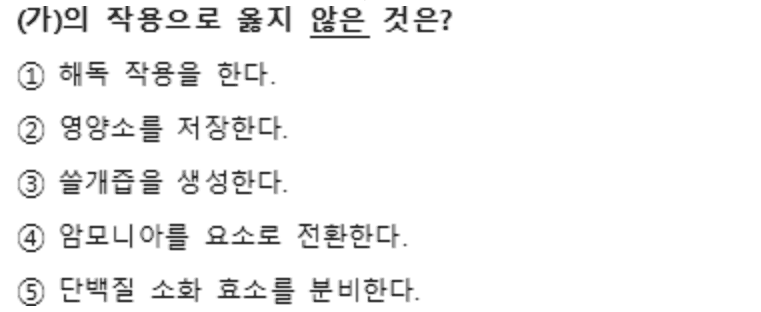 (가)의 작용으로 옳지 않은 것은?
① 해독 작용을 한다.
② 영양소를 저장한다.
③ 쓸개즙을 생성한다.
④ 암모니아를 요소로 전환한다.
⑤ 단백질 소화 효소를 분비한다.